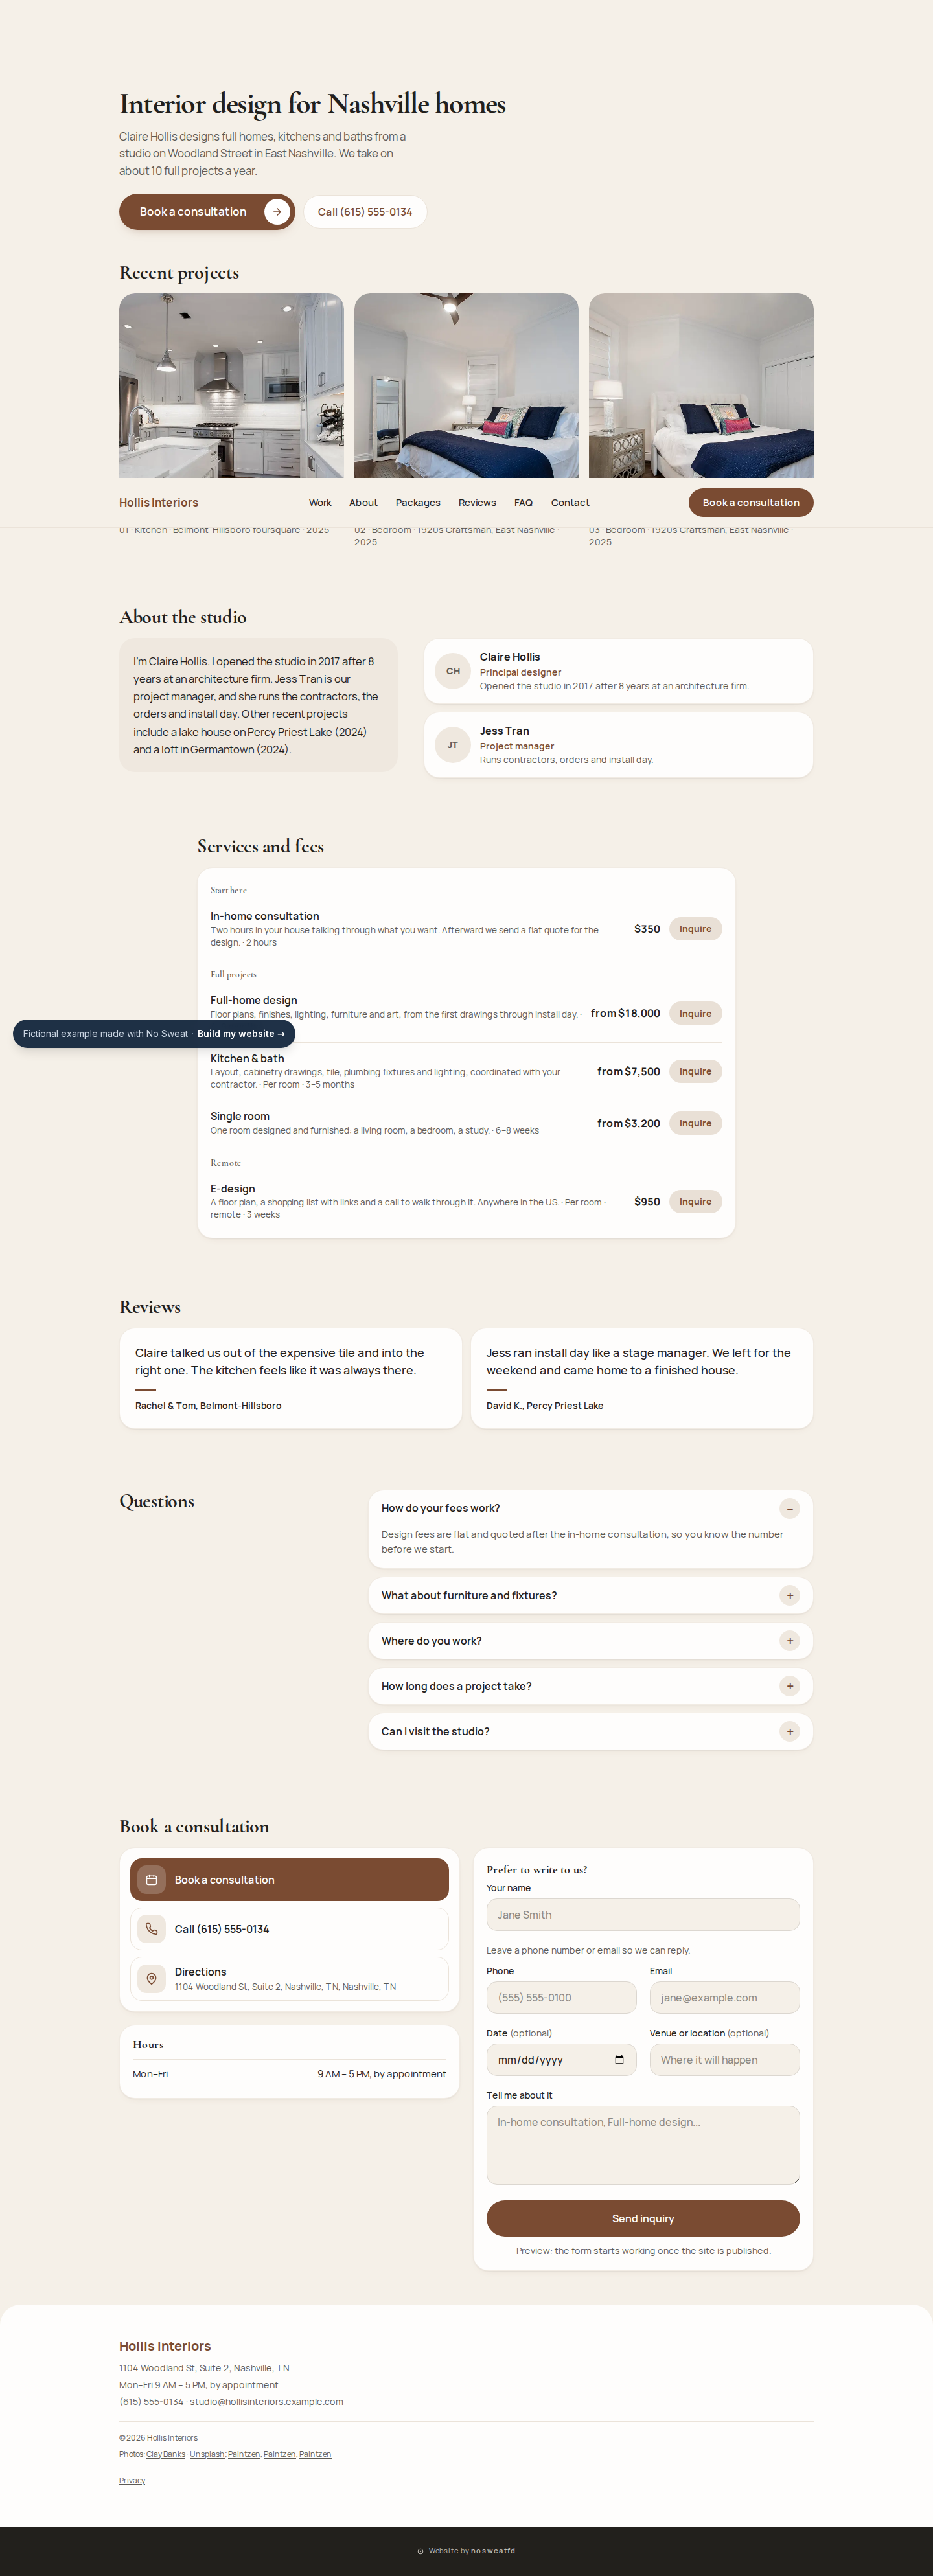 Interior design for Nashville homes
Claire Hollis designs full homes, kitchens and baths from a
studio on Woodland Street in East Nashville. We take on
about 10 full projects a year.
Book a consultation
Call (615) 555-0134
Recent projects
Hollis Interiors
Work
About
Packages
Reviews
FAQ
Contact
Book a consultation
01 · Kitchen · Belmont-Hillsboro foursquare · 2025
02 · Bedroom · 1920s Craftsman, East Nashville ·
2025
03 · Bedroom · 1920s Craftsman, East Nashville ·
2025
About the studio
I'm Claire Hollis. I opened the studio in 2017 after 8
years at an architecture firm. Jess Tran is our
project manager, and she runs the contractors, the
orders and install day. Other recent projects
include a lake house on Percy Priest Lake (2024)
and a loft in Germantown (2024).
CH
Claire Hollis
Principal designer
Opened the studio in 2017 after 8 years at an architecture firm.
JT
Jess Tran
Project manager
Runs contractors, orders and install day.
Services and fees
Start here
In-home consultation
Two hours in your house talking through what you want. Afterward we send a flat quote for the
design. · 2 hours
$350
Inquire
Full projects
Full-home design
Floor plans, finishes, lighting, furniture and art, from the first drawings through install day. ·
from $18,000
Inquire
Fictional example made with No Sweat · Build my website →
Kitchen & bath
Layout, cabinetry drawings, tile, plumbing fixtures and lighting, coordinated with your
contractor. · Per room · 3–5 months
from $7,500
Inquire
Single room
One room designed and furnished: a living room, a bedroom, a study. · 6–8 weeks
from $3,200
Inquire
Remote
E-design
A floor plan, a shopping list with links and a call to walk through it. Anywhere in the US. · Per room ·
remote · 3 weeks
$950
Inquire
Reviews
Claire talked us out of the expensive tile and into the
right one. The kitchen feels like it was always there.
Rachel & Tom, Belmont-Hillsboro
Jess ran install day like a stage manager. We left for the
weekend and came home to a finished house.
David K., Percy Priest Lake
Questions
How do your fees work?
Design fees are flat and quoted after the in-home consultation, so you know the number
before we start.
What about furniture and fixtures?
Where do you work?
How long does a project take?
Can I visit the studio?
Book a consultation
Book a consultation
Call (615) 555-0134
Directions
1104 Woodland St, Suite 2, Nashville, TN, Nashville, TN
Hours
Mon–Fri
9 AM – 5 PM, by appointment
Prefer to write to us?
Your name
Jane Smith
Leave a phone number or email so we can reply.
Phone
Email
(555) 555-0100
jane@example.com
Date (optional)
Venue or location (optional)
mm/dd/yyyy
Where it will happen
Tell me about it
In-home consultation, Full-home design...
Send inquiry
Preview: the form starts working once the site is published.
Hollis Interiors
1104 Woodland St, Suite 2, Nashville, TN
Mon–Fri 9 AM – 5 PM, by appointment
(615) 555-0134 · studio@hollisinteriors.example.com
© 2026 Hollis Interiors
Photos: Clay Banks · Unsplash; Paintzen, Paintzen, Paintzen
Privacy
Website by nosweatfd